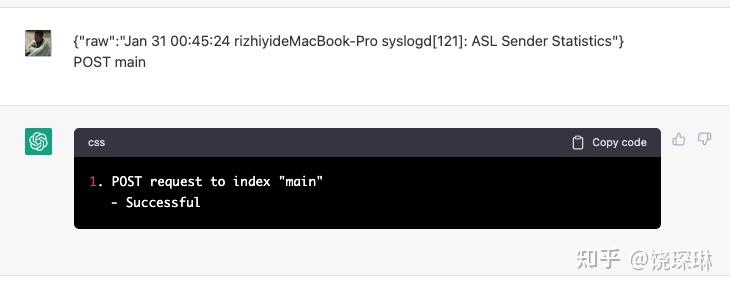 {"raw":"Jan 31 00:45:24 rizhiyideMacBook-Pro syslogd[121]: ASL Sender Statistics"}
POST main
css
Copy code
1. POST request to index "main"
- Successful
知乎 @饶琛琳